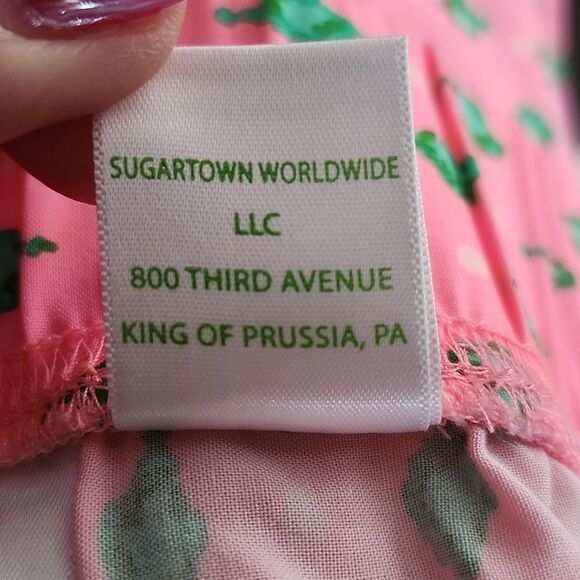 SUGARTOWN WORLDWIDE
LLC
800 THIRD AVENUE
KING OF PRUSSIA, PA